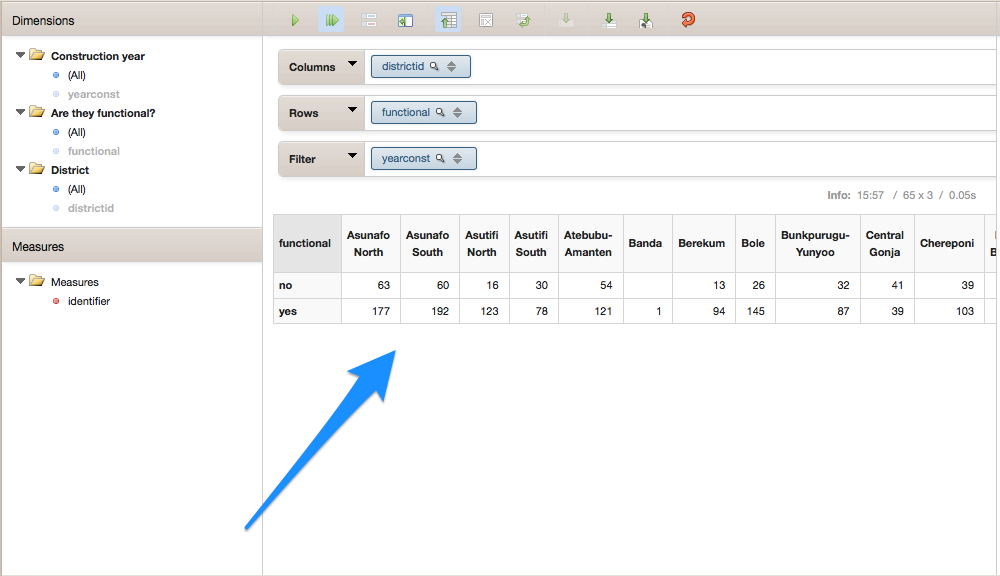 Dimensions
Construction year
(All)
yearconst
Are they functional?
(All)
functional
District
(All)
districtid
Measures
Measures
identifier
Columns districtid
Rows functional
Filter yearconst
Info: 15:57 / 65 x 3 / 0.05s
functional Asunafo North Asunafo South Asutifi North Asutifi South Atebubu-Amanten Banda Berekum Bole Bunkpurugu-Yunyoo Central Gonja Chereponi
no 63 60 16 30 54 13 26 32 41 39
yes 177 192 123 78 121 1 94 145 87 39 103